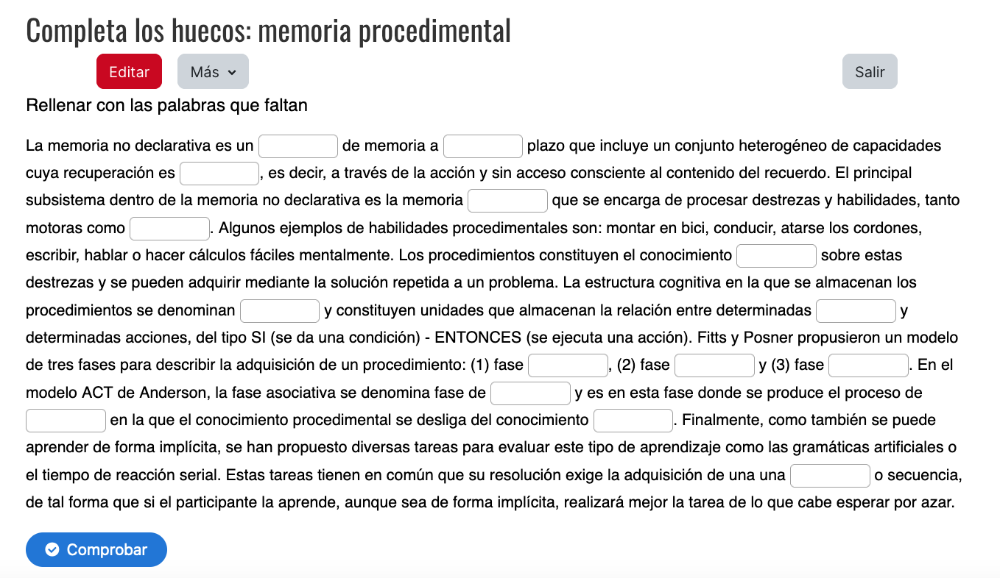 Completa los huecos: memoria procedimental
Editar Más Salir
Rellenar con las palabras que faltan
La memoria no declarativa es un de memoria a plazo que incluye un conjunto heterogéneo de capacidades
cuya recuperación es , es decir, a través de la acción y sin acceso consciente al contenido del recuerdo. El principal
subsistema dentro de la memoria no declarativa es la memoria que se encarga de procesar destrezas y habilidades, tanto
motoras como . Algunos ejemplos de habilidades procedimentales son: montar en bici, conducir, atarse los cordones,
escribir, hablar o hacer cálculos fáciles mentalmente. Los procedimientos constituyen el conocimiento sobre estas
destrezas y se pueden adquirir mediante la solución repetida a un problema. La estructura cognitiva en la que se almacenan los
procedimientos se denominan y constituyen unidades que almacenan la relación entre determinadas y
determinadas acciones, del tipo SI (se da una condición) - ENTONCES (se ejecuta una acción). Fitts y Posner propusieron un modelo
de tres fases para describir la adquisición de un procedimiento: (1) fase , (2) fase y (3) fase . En el
modelo ACT de Anderson, la fase asociativa se denomina fase de y es en esta fase donde se produce el proceso de
en la que el conocimiento procedimental se desliga del conocimiento . Finalmente, como también se puede
aprender de forma implícita, se han propuesto diversas tareas para evaluar este tipo de aprendizaje como las gramáticas artificiales o
el tiempo de reacción serial. Estas tareas tienen en común que su resolución exige la adquisición de una una o secuencia,
de tal forma que si el participante la aprende, aunque sea de forma implícita, realizará mejor la tarea de lo que cabe esperar por azar.
Comprobar